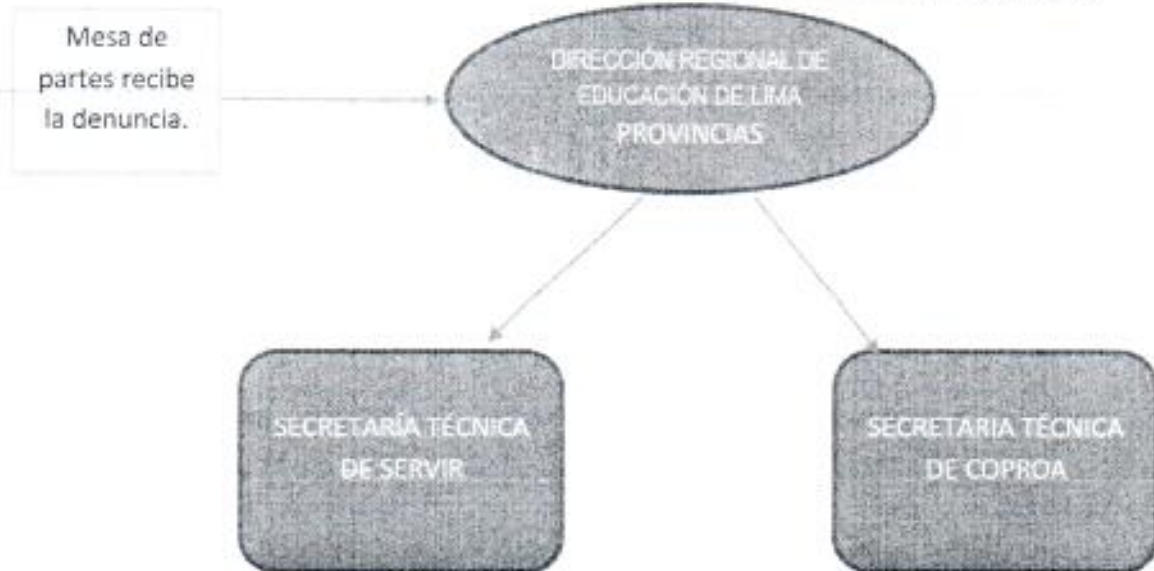 Mesa de
partes recibe
la denuncia.
DIRECCIÓN REGIONAL DE
EDUCACIÓN DE LIMA
PROVINCIAS
SECRETARÍA TÉCNICA
DE SERVIR
SECRETARIA TÉCNICA
DE COPROA